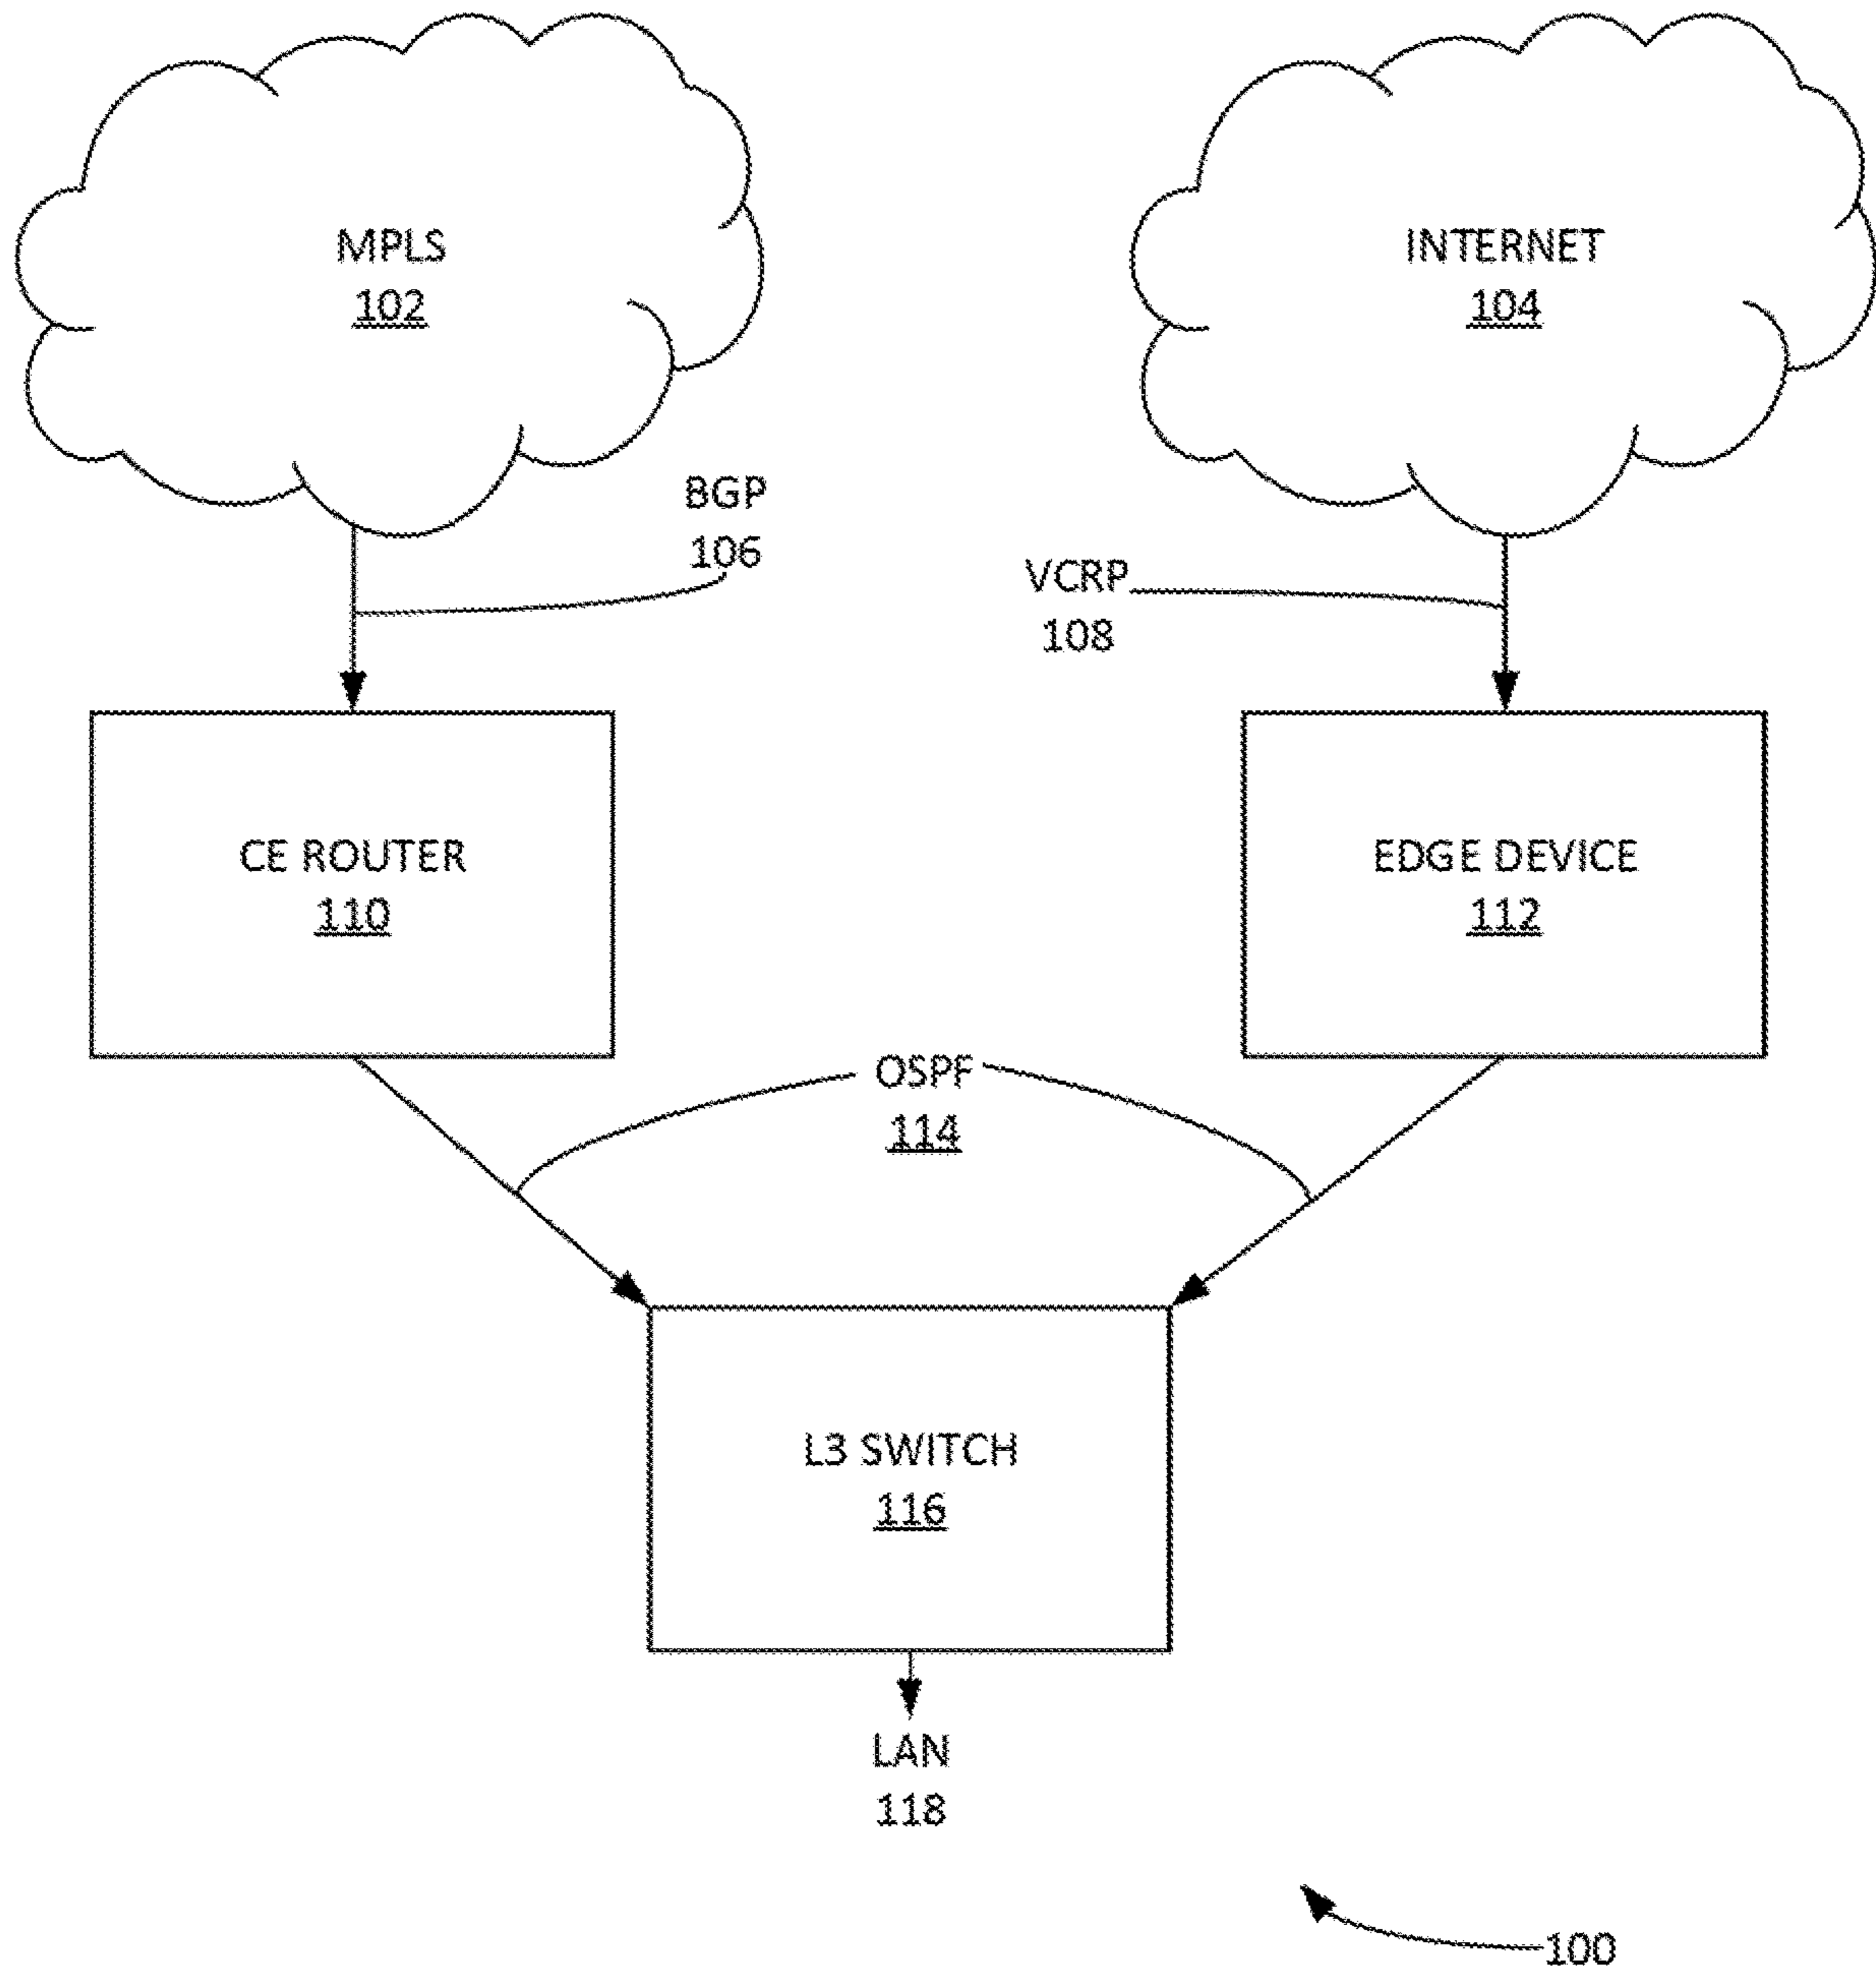 MPLS
102
INTERNET
104
BGP
106
VCRP
108
CE ROUTER
110
EDGE DEVICE
112
OSPF
114
L3 SWITCH
116
LAN
118
100